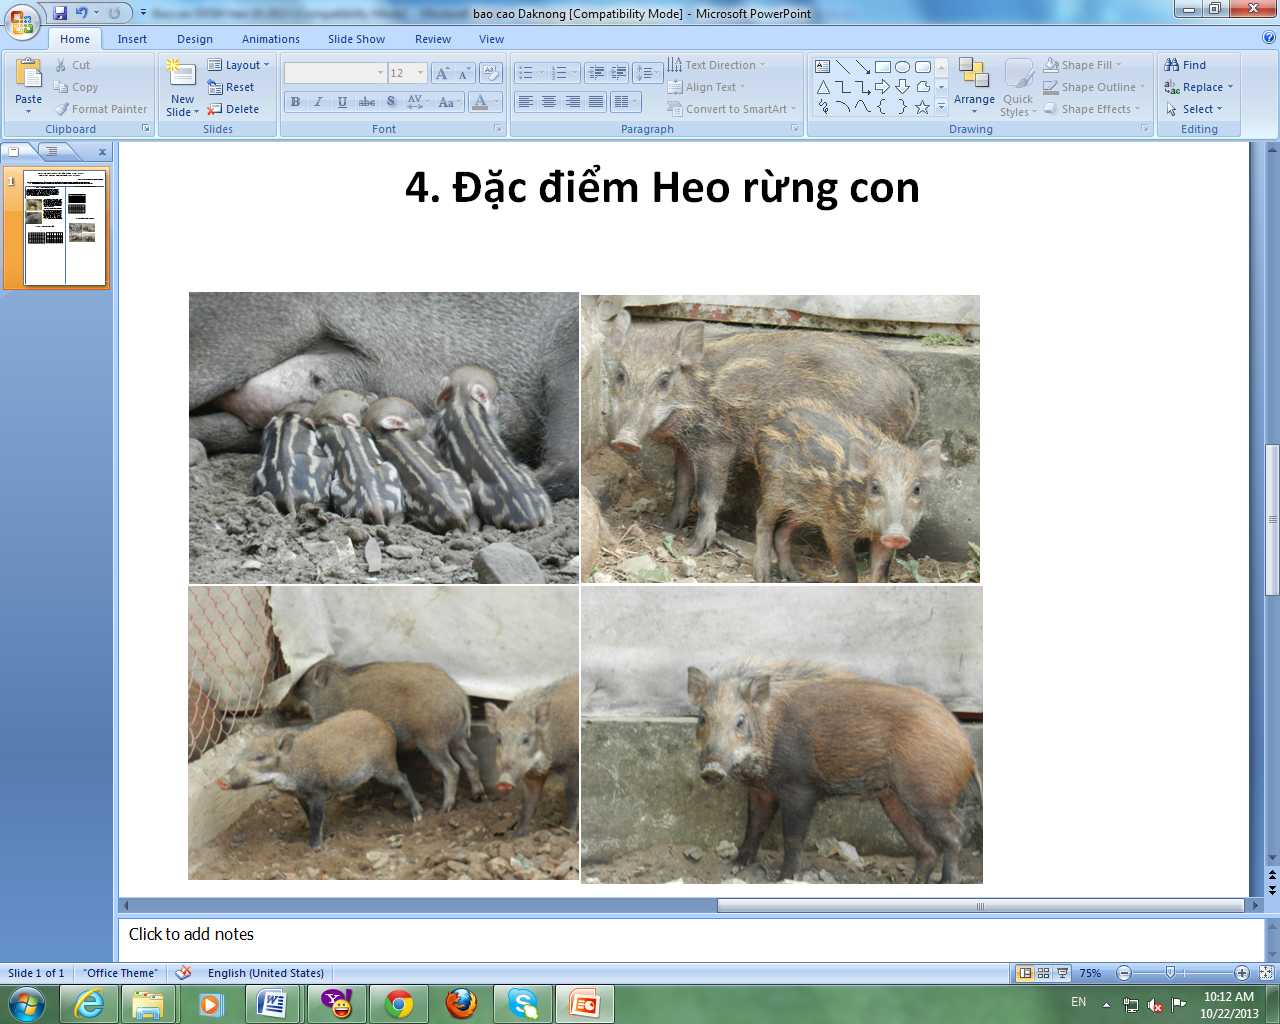 bao cao Daknong [Compatibility Mode] - Microsoft PowerPoint
Home Insert Design Animations Slide Show Review View
Paste
Cut
Copy
Format Painter
Clipboard
New Slide
Layout
Reset
Delete
Slides
12
B I U abc S AV Aa A
Font
Text Direction
Align Text
Convert to SmartArt
Paragraph
Arrange
Quick Styles
Shape Fill
Shape Outline
Shape Effects
Drawing
Find
Replace
Select
Editing
1
4. Đặc điểm Heo rừng con
Click to add notes
Slide 1 of 1 "Office Theme" English (United States) 75%
EN 10:12 AM
10/22/2013